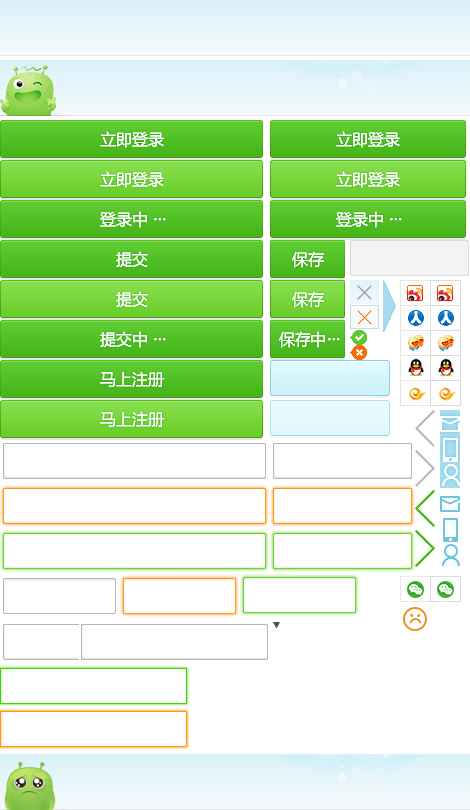 立即登录 立即登录
立即登录 立即登录
登录中 ··· 登录中 ···
提交 保存
提交 保存
提交中 ··· 保存中···
马上注册
马上注册